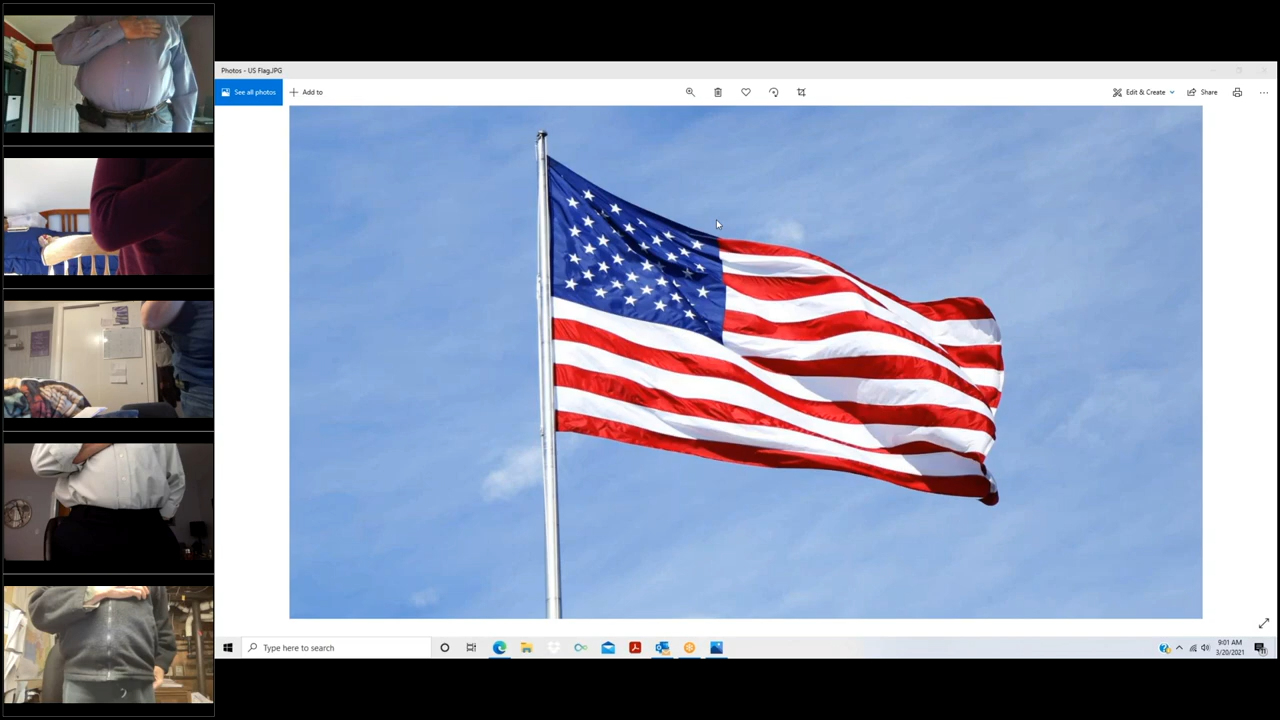 Photos - US Flag.JPG
See all photos
Add to
Edit & Create
Share
Type here to search
9:01 AM
3/20/2021